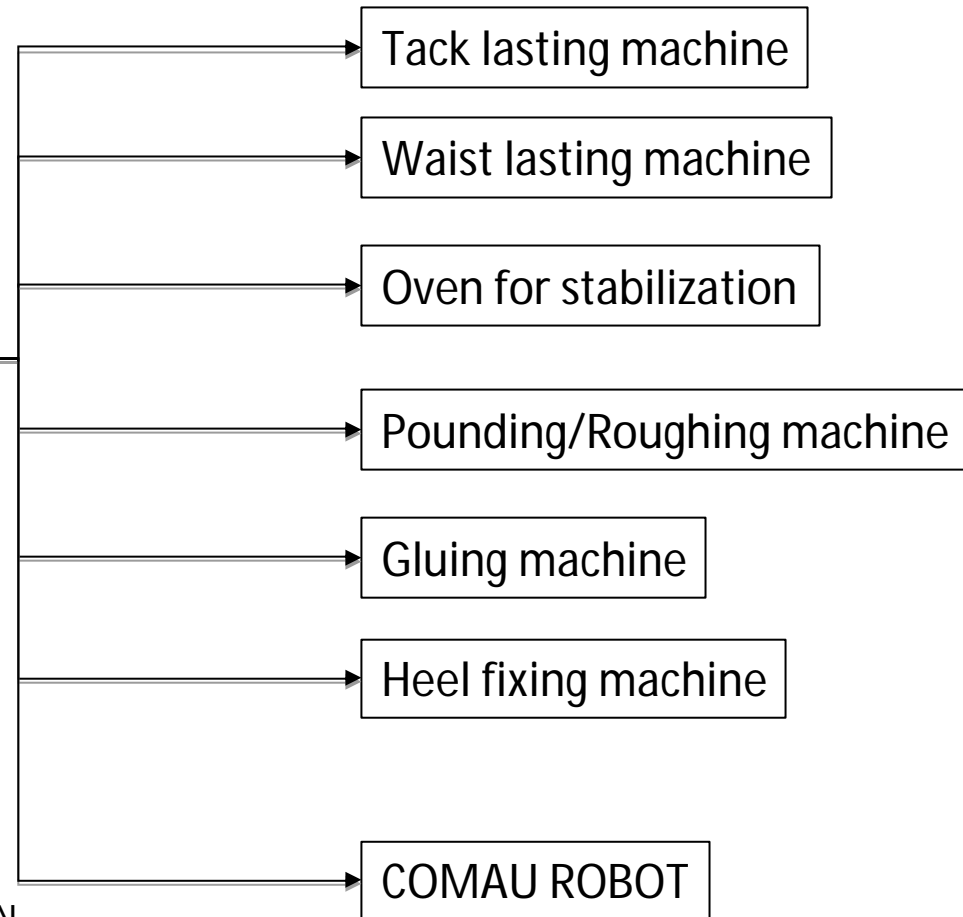 Tack lasting machine
Waist lasting machine
Oven for stabilization
Pounding/Roughing machine
Gluing machine
Heel fixing machine
COMAU ROBOT